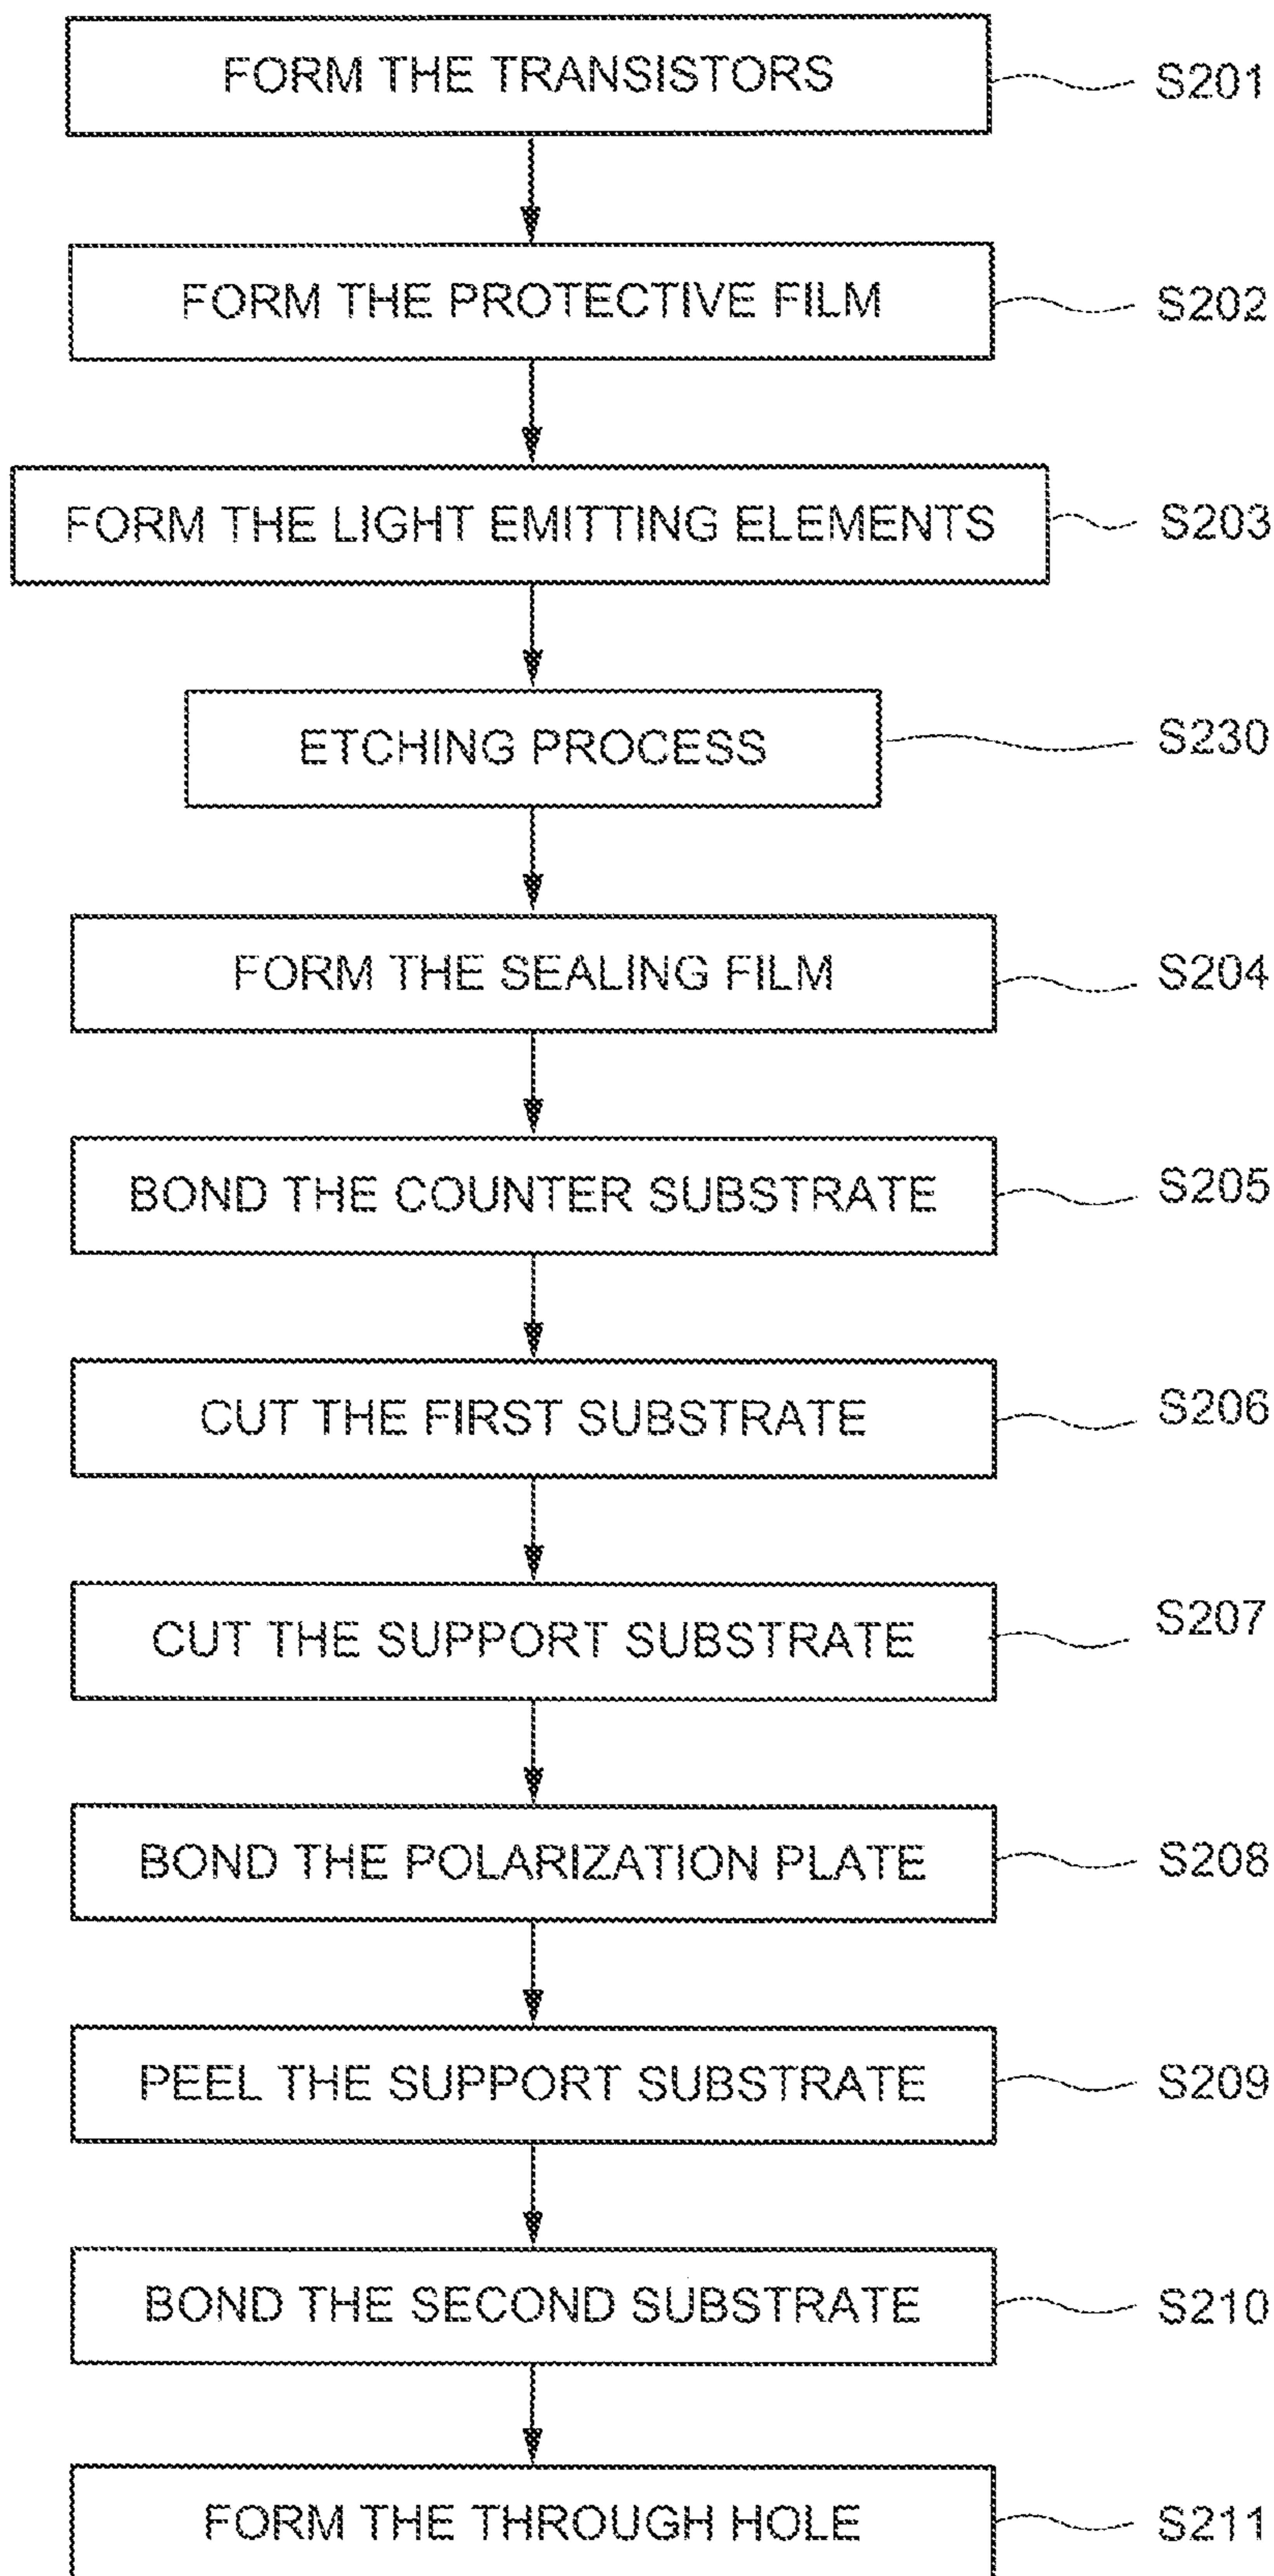 FORM THE TRANSISTORS S201
FORM THE PROTECTIVE FILM S202
FORM THE LIGHT EMITTING ELEMENTS S203
ETCHING PROCESS S230
FORM THE SEALING FILM S204
BOND THE COUNTER SUBSTRATE S205
CUT THE FIRST SUBSTRATE S206
CUT THE SUPPORT SUBSTRATE S207
BOND THE POLARIZATION PLATE S208
PEEL THE SUPPORT SUBSTRATE S209
BOND THE SECOND SUBSTRATE S210
FORM THE THROUGH HOLE S211